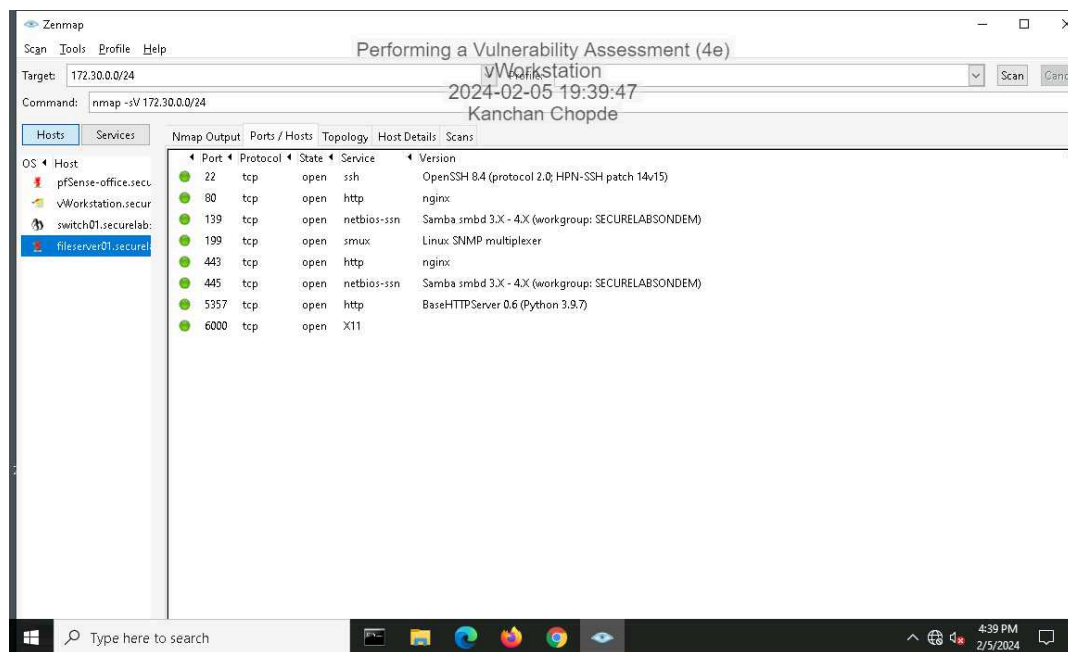 Zenmap
Scan Tools Profile Help
Performing a Vulnerability Assessment (4e)
vWorkstation
2024-02-05 19:39:47
Kanchan Chopde
Target: 172.30.0.0/24 Scan
Command: nmap -sV 172.30.0.0/24
Hosts Services Nmap Output Ports / Hosts Topology Host Details Scans
OS Host
pfSense-office.secu
vWorkstation.secur
switch01.securelab:
fileserver01.securel
Port Protocol State Service Version
22 tcp open ssh OpenSSH 8.4 (protocol 2.0; HPN-SSH patch 14v15)
80 tcp open http nginx
139 tcp open netbios-ssn Samba smbd 3.X - 4.X (workgroup: SECURELABSONDEM)
199 tcp open smux Linux SNMP multiplexer
443 tcp open http nginx
445 tcp open netbios-ssn Samba smbd 3.X - 4.X (workgroup: SECURELABSONDEM)
5357 tcp open http BaseHTTPServer 0.6 (Python 3.9.7)
6000 tcp open X11
Type here to search
4:39 PM
2/5/2024